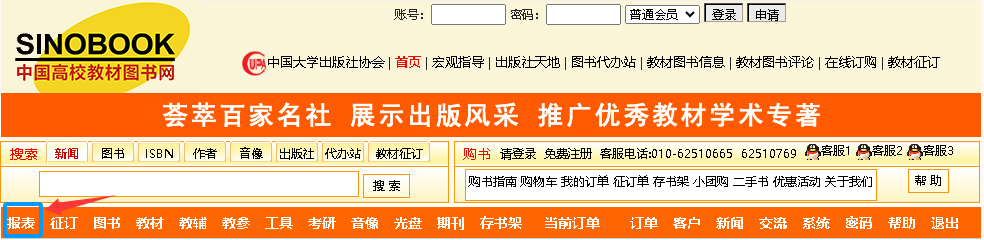 账号： 密码： 普通会员 登录 申请
SINOBOOK
中国高校教材图书网
CUPA 中国大学出版社协会 | 首页 | 宏观指导 | 出版社天地 | 图书代办站 | 教材图书信息 | 教材图书评论 | 在线订购 | 教材征订
荟萃百家名社 展示出版风采 推广优秀教材学术专著
搜索 新闻 图书 ISBN 作者 音像 出版社 代办站 教材征订
搜 索
购书 请登录 免费注册 客服电话:010-62510665 62510769 客服1 客服2 客服3
购书指南 购物车 我的订单 征订单 存书架 小团购 二手书 优惠活动 关于我们
帮 助
报表 征订 图书 教材 教辅 教参 工具 考研 音像 光盘 期刊 存书架 当前订单 订单 客户 新闻 交流 系统 密码 帮助 退出